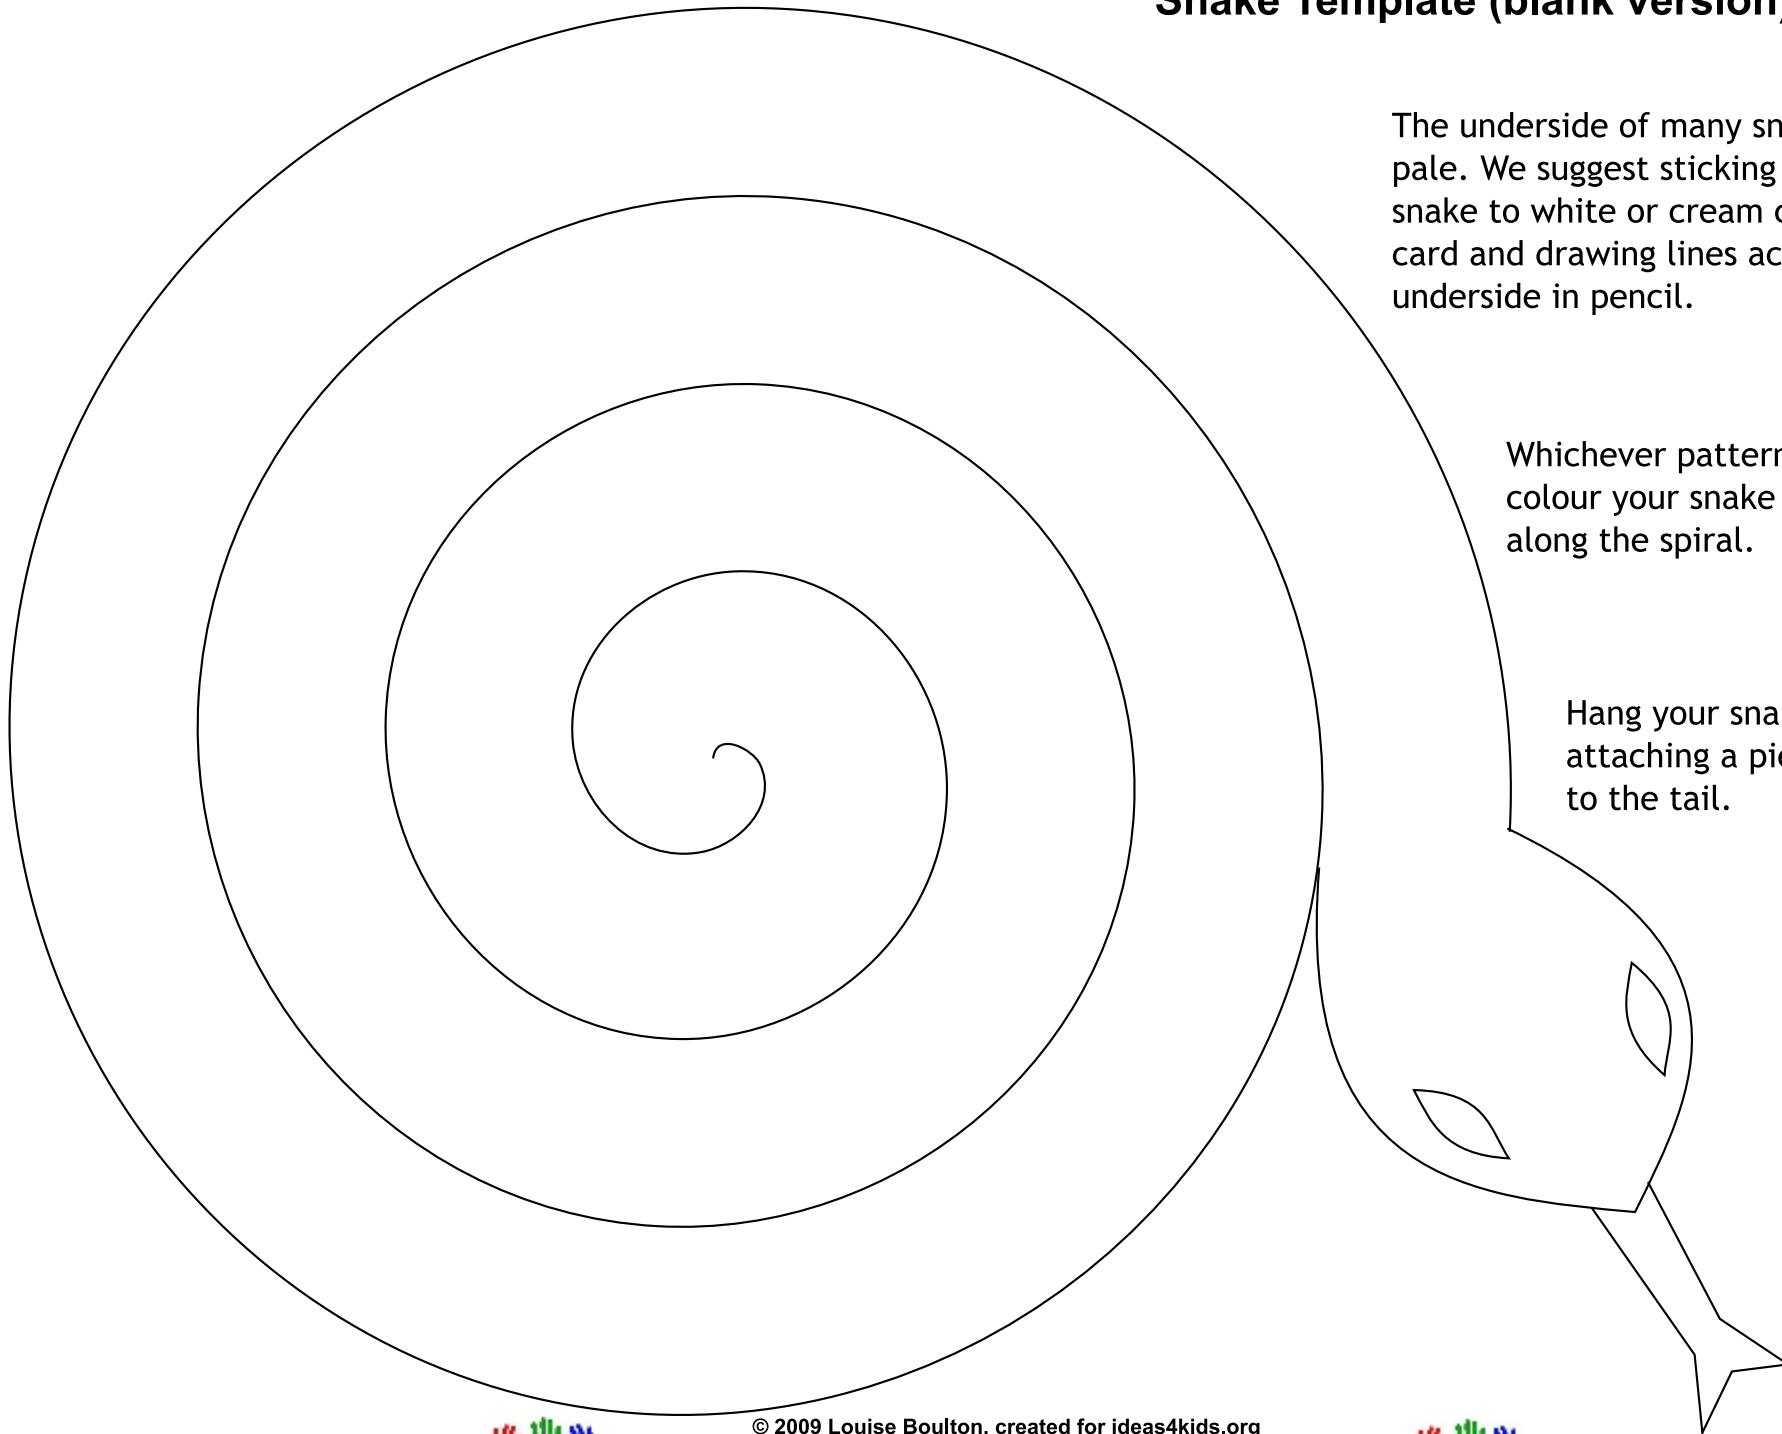 Snake Template (blank version)
The underside of many sn
pale. We suggest sticking
snake to white or cream
card and drawing lines ac
underside in pencil.
Whichever pattern
colour your snake
along the spiral.
Hang your sna
attaching a pie
to the tail.
© 2009 Louise Boulton, created for ideas4kids.org